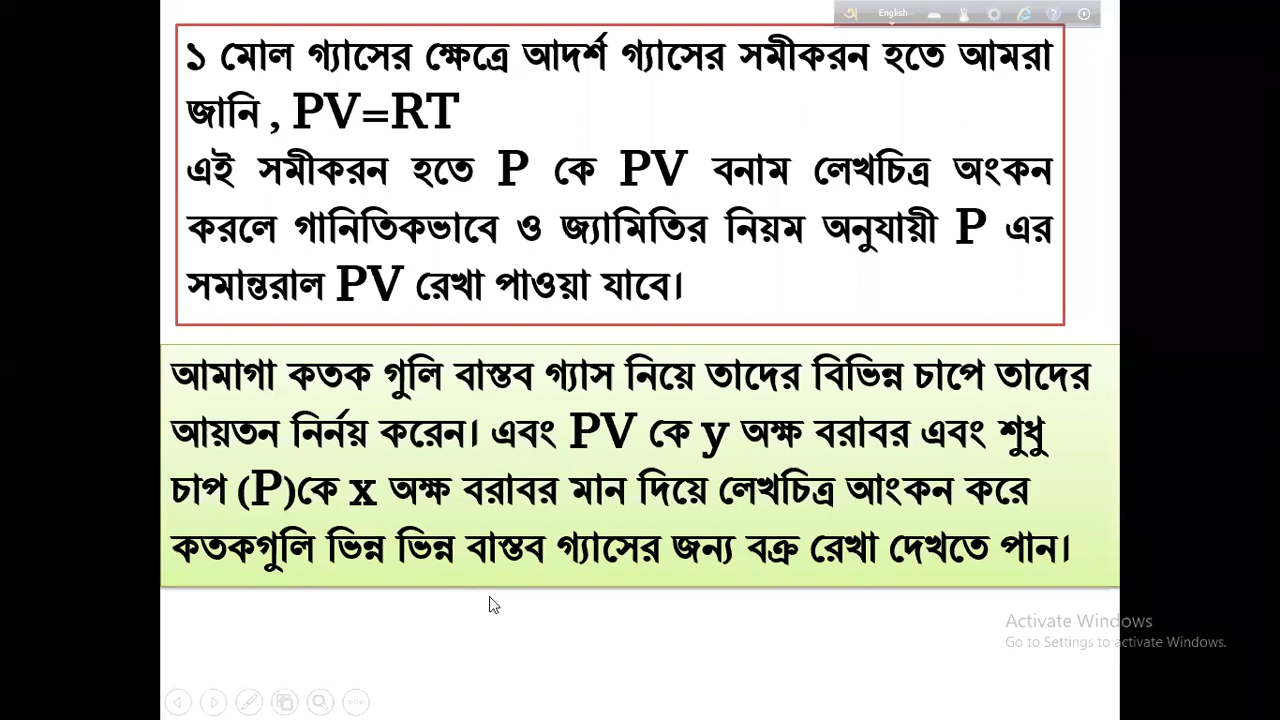 English
১ মোল গ্যাসের ক্ষেত্রে আদর্শ গ্যাসের সমীকরন হতে আমরা
জানি , PV=RT
এই সমীকরন হতে P কে PV বনাম লেখচিত্র অংকন
করলে গানিতিকভাবে ও জ্যামিতির নিয়ম অনুযায়ী P এর
সমান্তরাল PV রেখা পাওয়া যাবে।
আমাগা কতক গুলি বাস্তব গ্যাস নিয়ে তাদের বিভিন্ন চাপে তাদের
আয়তন নির্নয় করেন। এবং PV কে y অক্ষ বরাবর এবং শুধু
চাপ (P)কে x অক্ষ বরাবর মান দিয়ে লেখচিত্র আংকন করে
কতকগুলি ভিন্ন ভিন্ন বাস্তব গ্যাসের জন্য বক্র রেখা দেখতে পান।
Activate Windows
Go to Settings to activate Windows.